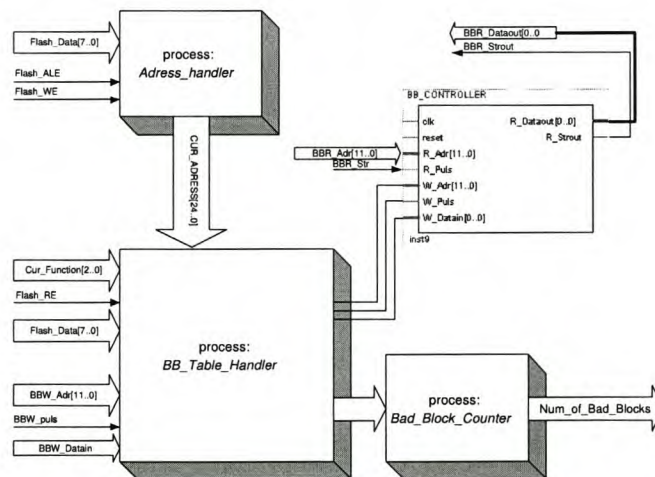 Flash_Data[7..0]
Flash_ALE
Flash_WE
process:
Adress_handler
CUR_ADRESS[24..0]
BBR_Dataout[0..0
BBR_Strout
BB_CONTROLLER
clk
reset
R_Adr[11..0]
R_Puls
W_Adr[11..0]
W_Puls
W_Datain[0..0]
R_Dataout[0..0]
R_Strout
inst9
BBR_Adr[11..0]
BBR_Str
Cur_Function[2..0]
Flash_RE
Flash_Data[7..0]
BBW_Adr[11..0]
BBW_puls
BBW_Datain
process:
BB_Table_Handler
process:
Bad_Block_Counter
Num_of_Bad_Blocks